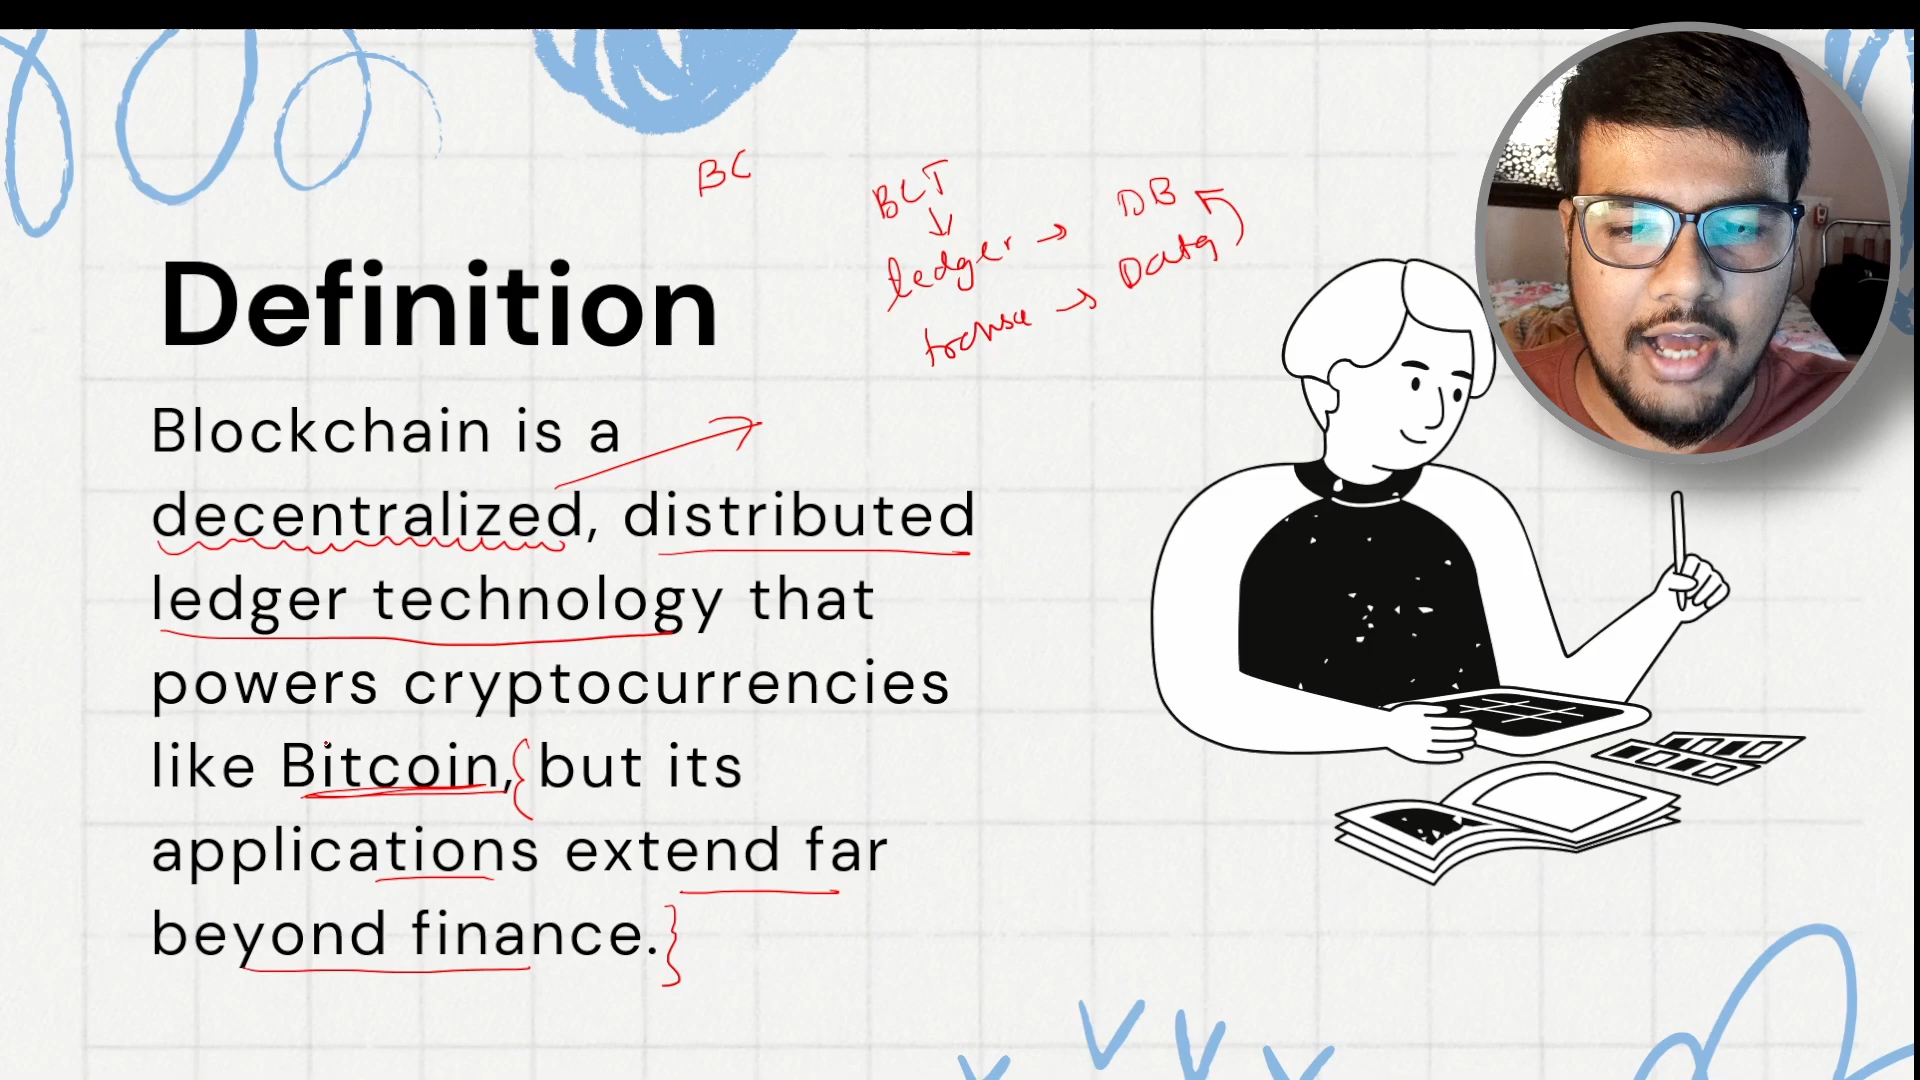 BC
BCT
DB
ledger →
Data
transa →
Definition
Blockchain is a
decentralized, distributed
ledger technology that
powers cryptocurrencies
like Bitcoin, but its
applications extend far
beyond finance.